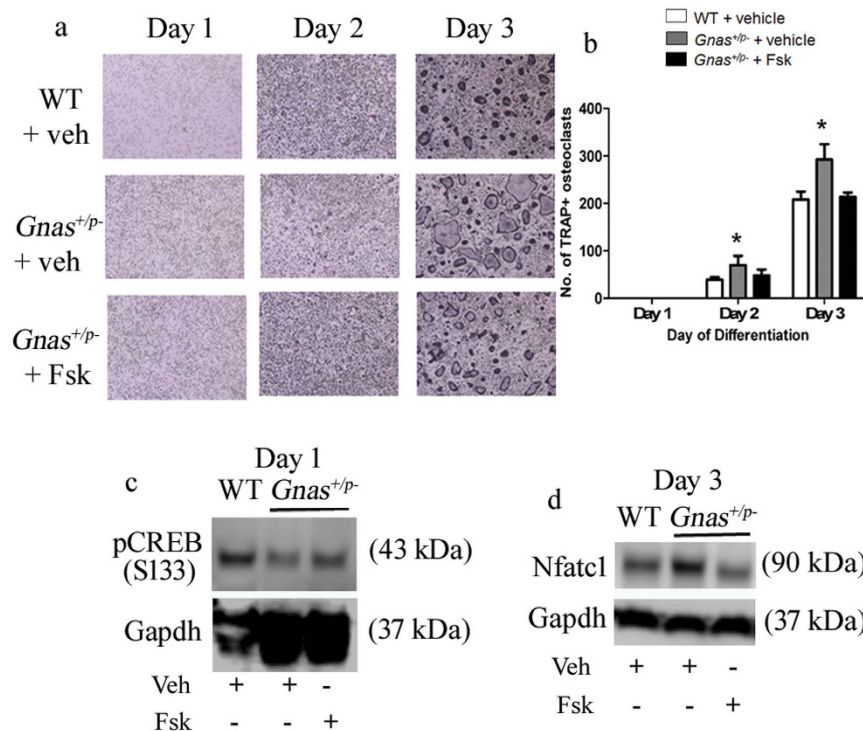 a
Day 1 Day 2 Day 3
WT
+ veh
Gnas+/p-
+ veh
Gnas+/p-
+ Fsk
b
WT + vehicle
Gnas+/p- + vehicle
Gnas+/p- + Fsk
No. of TRAP+ osteoclasts
400
300
200
100
0
*
*
Day 1 Day 2 Day 3
Day of Differentiation
c
Day 1
WT Gnas+/p-
pCREB
(S133)
(43 kDa)
Gapdh
(37 kDa)
Veh + + -
Fsk - - +
d
Day 3
WT Gnas+/p-
Nfatc1
(90 kDa)
Gapdh
(37 kDa)
Veh + + -
Fsk - - +